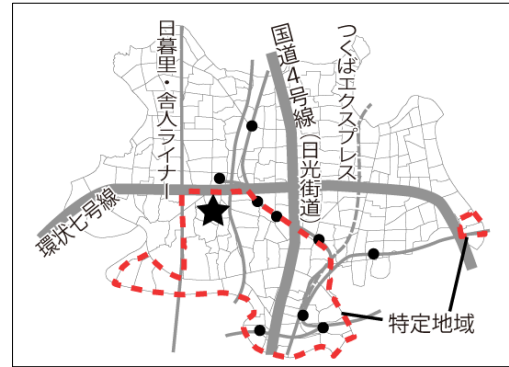 日暮里・舎人ライナー
国道4号線(日光街道)
つくばエクスプレス
環状七号線
特定地域